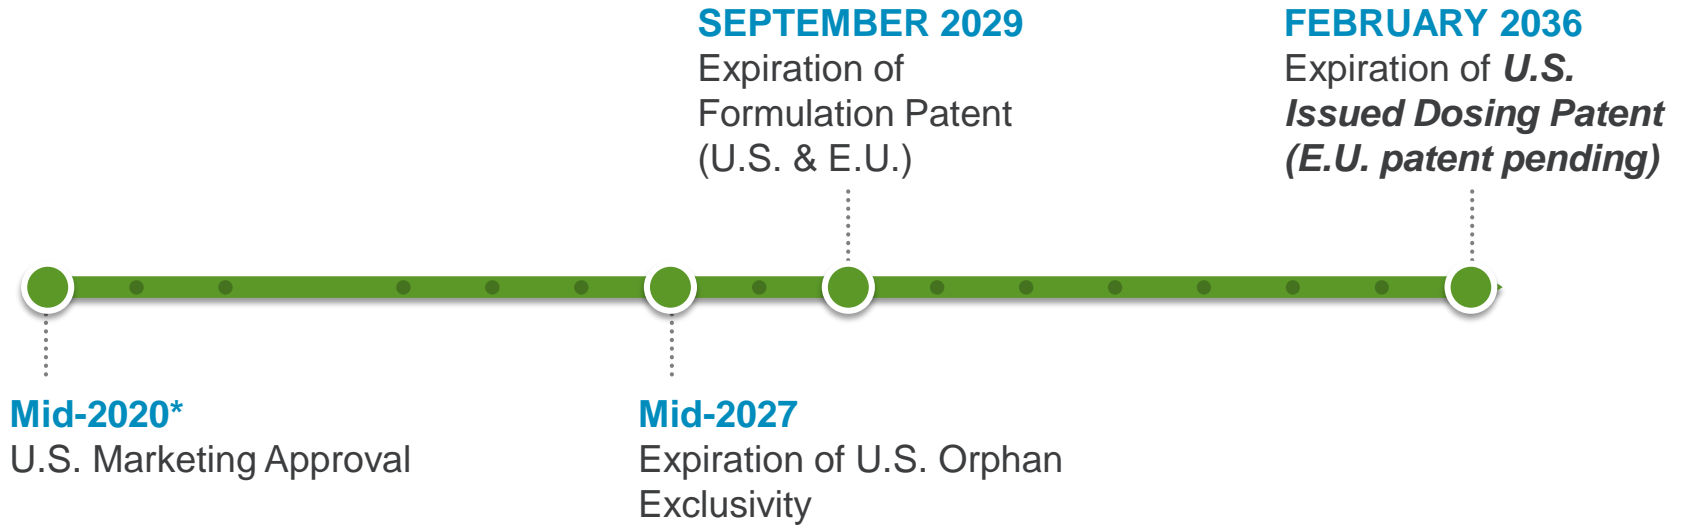 SEPTEMBER 2029
Expiration of
Formulation Patent
(U.S. & E.U.)
FEBRUARY 2036
Expiration of U.S.
Issued Dosing Patent
(E.U. patent pending)
Mid-2020*
U.S. Marketing Approval
Mid-2027
Expiration of U.S. Orphan
Exclusivity